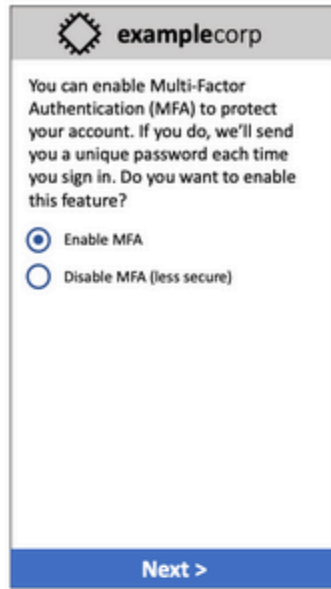 examplecorp
You can enable Multi-Factor
Authentication (MFA) to protect
your account. If you do, we'll send
you a unique password each time
you sign in. Do you want to enable
this feature?
Enable MFA
Disable MFA (less secure)
Next >